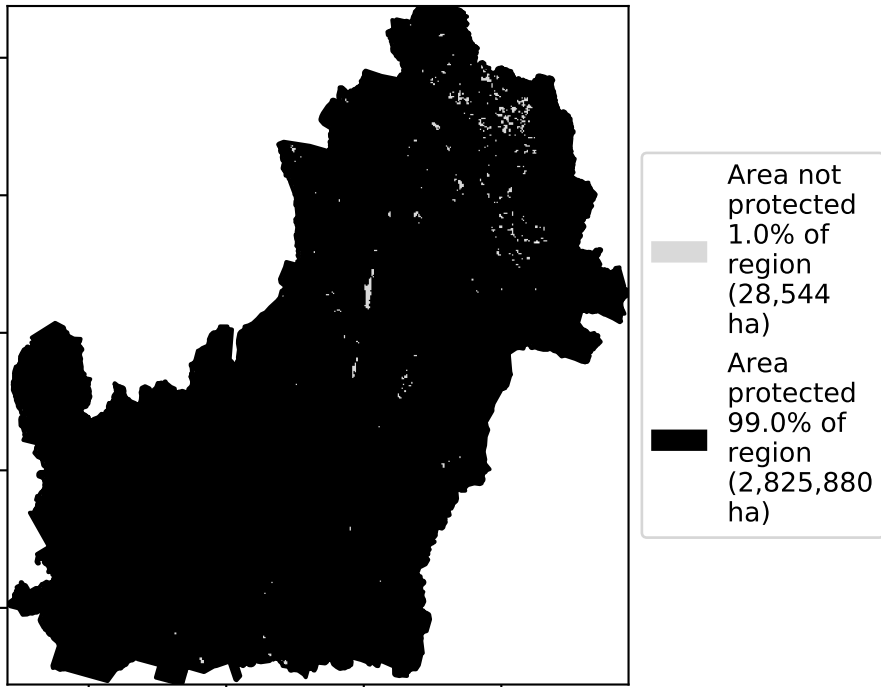 Area not
protected
1.0% of
region
(28,544
ha)
Area
protected
99.0% of
region
(2,825,880
ha)